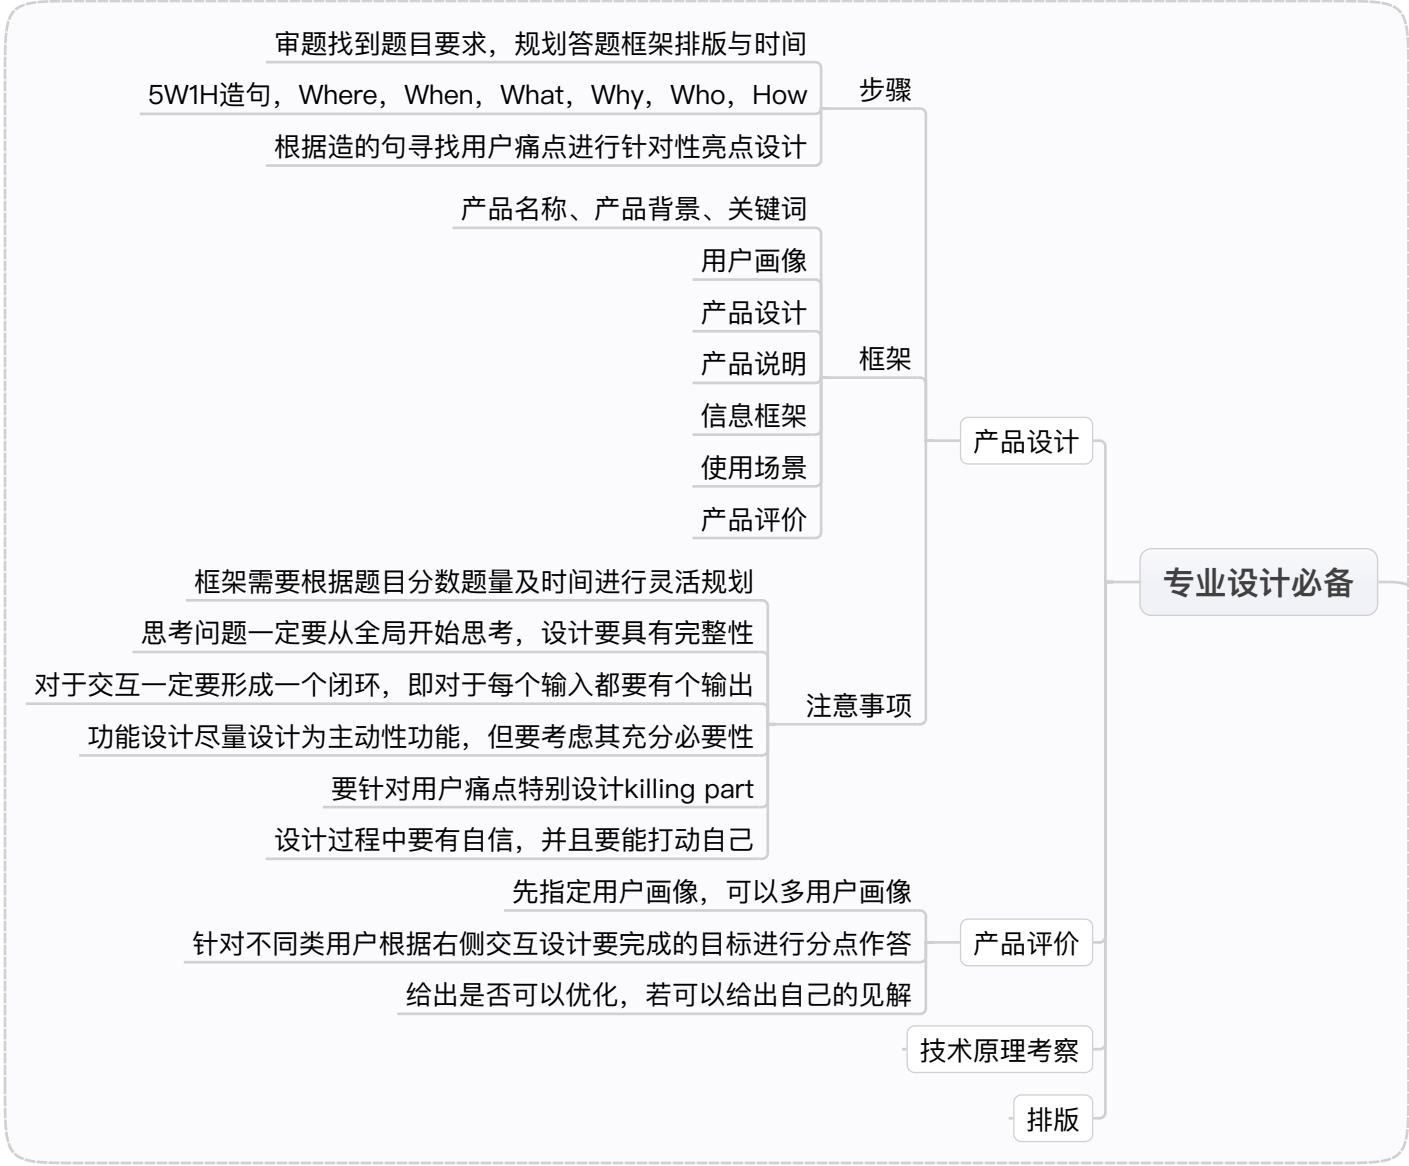 审题找到题目要求，规划答题框架排版与时间
5W1H造句，Where，When，What，Why，Who，How
步骤
根据造的句寻找用户痛点进行针对性亮点设计
产品名称、产品背景、关键词
用户画像
产品设计
产品说明
框架
信息框架
产品设计
使用场景
产品评价
框架需要根据题目分数题量及时间进行灵活规划
专业设计必备
思考问题一定要从全局开始思考，设计要具有完整性
对于交互一定要形成一个闭环，即对于每个输入都要有个输出
注意事项
功能设计尽量设计为主动性功能，但要考虑其充分必要性
要针对用户痛点特别设计killing part
设计过程中要有自信，并且要能打动自己
先指定用户画像，可以多用户画像
针对不同类用户根据右侧交互设计要完成的目标进行分点作答
产品评价
给出是否可以优化，若可以给出自己的见解
技术原理考察
排版